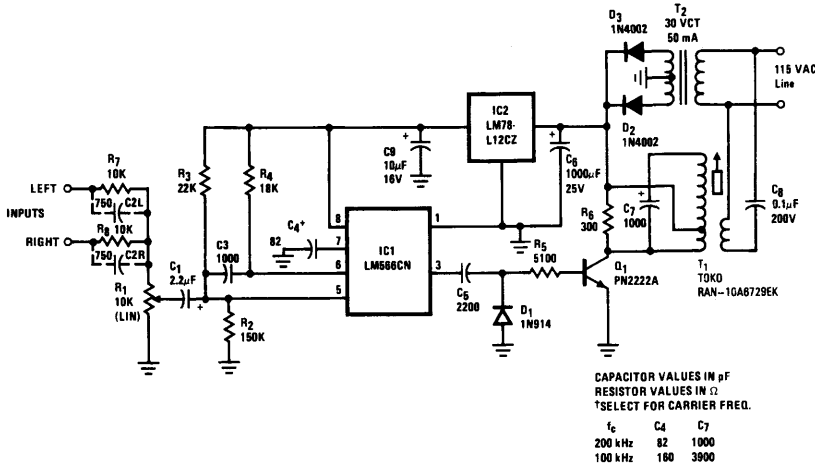 T2
30 VCT
50 mA
D3
1N4002
115 VAC
Line
D2
1N4002
IC2
LM78-
L12CZ
C9
10μF
16V
C6
1000μF
25V
R7
10K
LEFT
750
C2L
INPUTS
R8 10K
RIGHT
750
C2R
R1
10K
(LIN)
C1
2.2μF
R3
22K
R4
18K
C3
1000
R2
150K
C4+
82
8
7
6
5
1
3
IC1
LM566CN
C5
2200
D1
1N914
R5
5100
R6
300
C7
1000
Q1
PN2222A
C8
0.1μF
200V
T1
TOKO
RAN-10A6729EK
CAPACITOR VALUES IN pF
RESISTOR VALUES IN Ω
†SELECT FOR CARRIER FREQ.
fc C4 C7
200 kHz 82 1000
100 kHz 160 3900